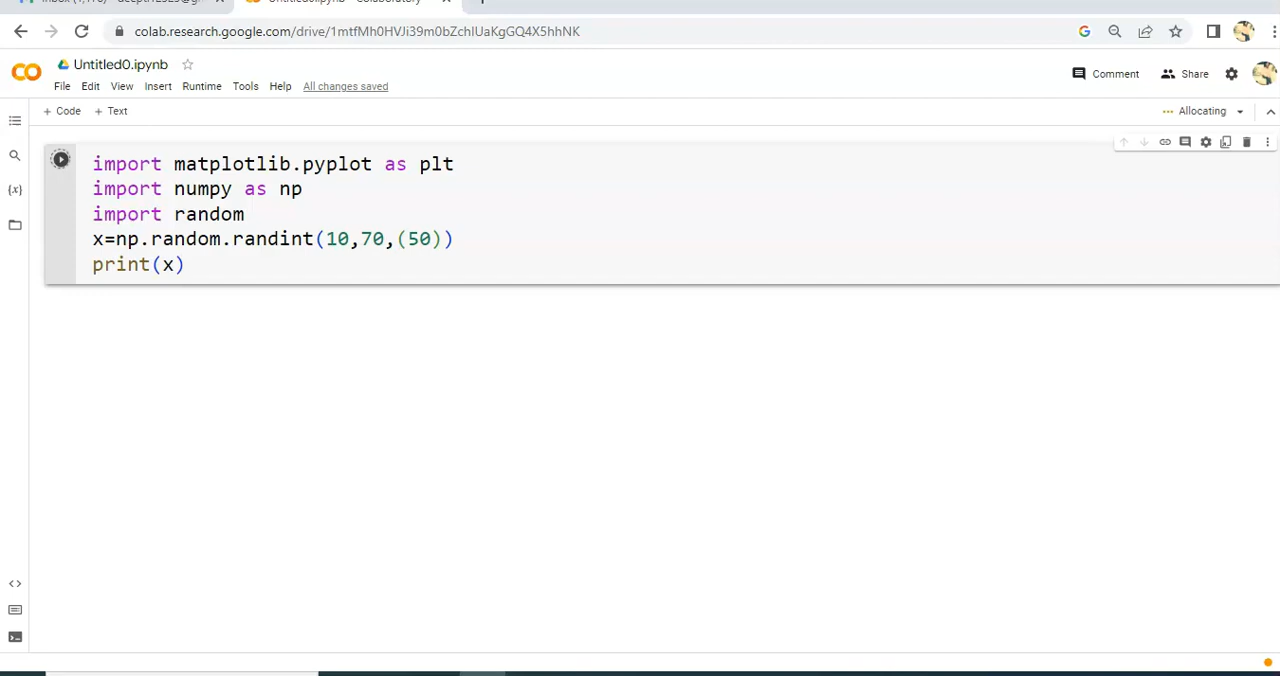 colab.research.google.com/drive/1mtfMh0HVJi39m0bZchIUaKgGQ4X5hhNK
Untitled0.ipynb
File Edit View Insert Runtime Tools Help All changes saved
Comment Share
+ Code + Text
Allocating
import matplotlib.pyplot as plt
import numpy as np
import random
x=np.random.randint(10,70,(50))
print(x)